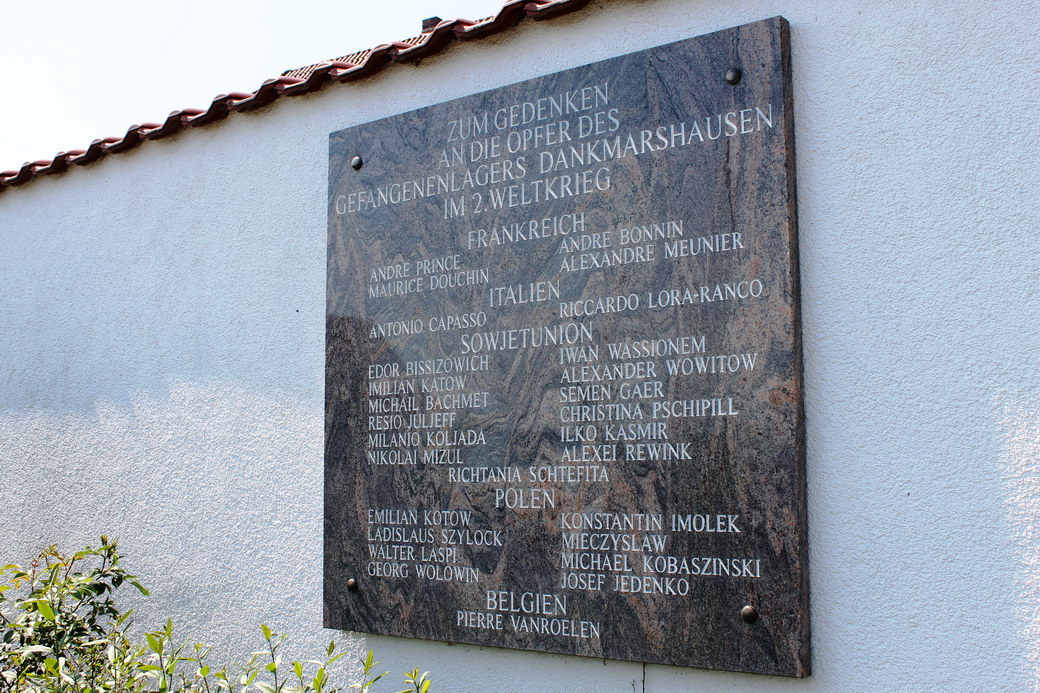 ZUM GEDENKEN
AN DIE OPFER DES
GEFANGENENLAGERS DANKMARSHAUSEN
IM 2. WELTKRIEG
FRANKREICH
ANDRE PRINCE
MAURICE DOUCHIN
ANDRE BONNIN
ALEXANDRE MEUNIER
ITALIEN
ANTONIO CAPASSO
RICCARDO LORA-RANCO
SOWJETUNION
EDOR BISSIZOWICH
IMILIAN KATOW
MICHAIL BACHMET
RESIO JULJEFF
MILANIO KOLJADA
NIKOLAI MIZUL
IWAN WASSIONEM
ALEXANDER WOWITOW
SEMEN GAER
CHRISTINA PSCHIPILL
ILKO KASMIR
ALEXEI REWINK
RICHTANIA SCHTEFITA
POLEN
EMILIAN KOTOW
LADISLAUS SZYLOCK
WALTER LASPI
GEORG WOLOWIN
KONSTANTIN IMOLEK
MIECZYSLAW
MICHAEL KOBASZINSKI
JOSEF JEDENKO
BELGIEN
PIERRE VANROELEN